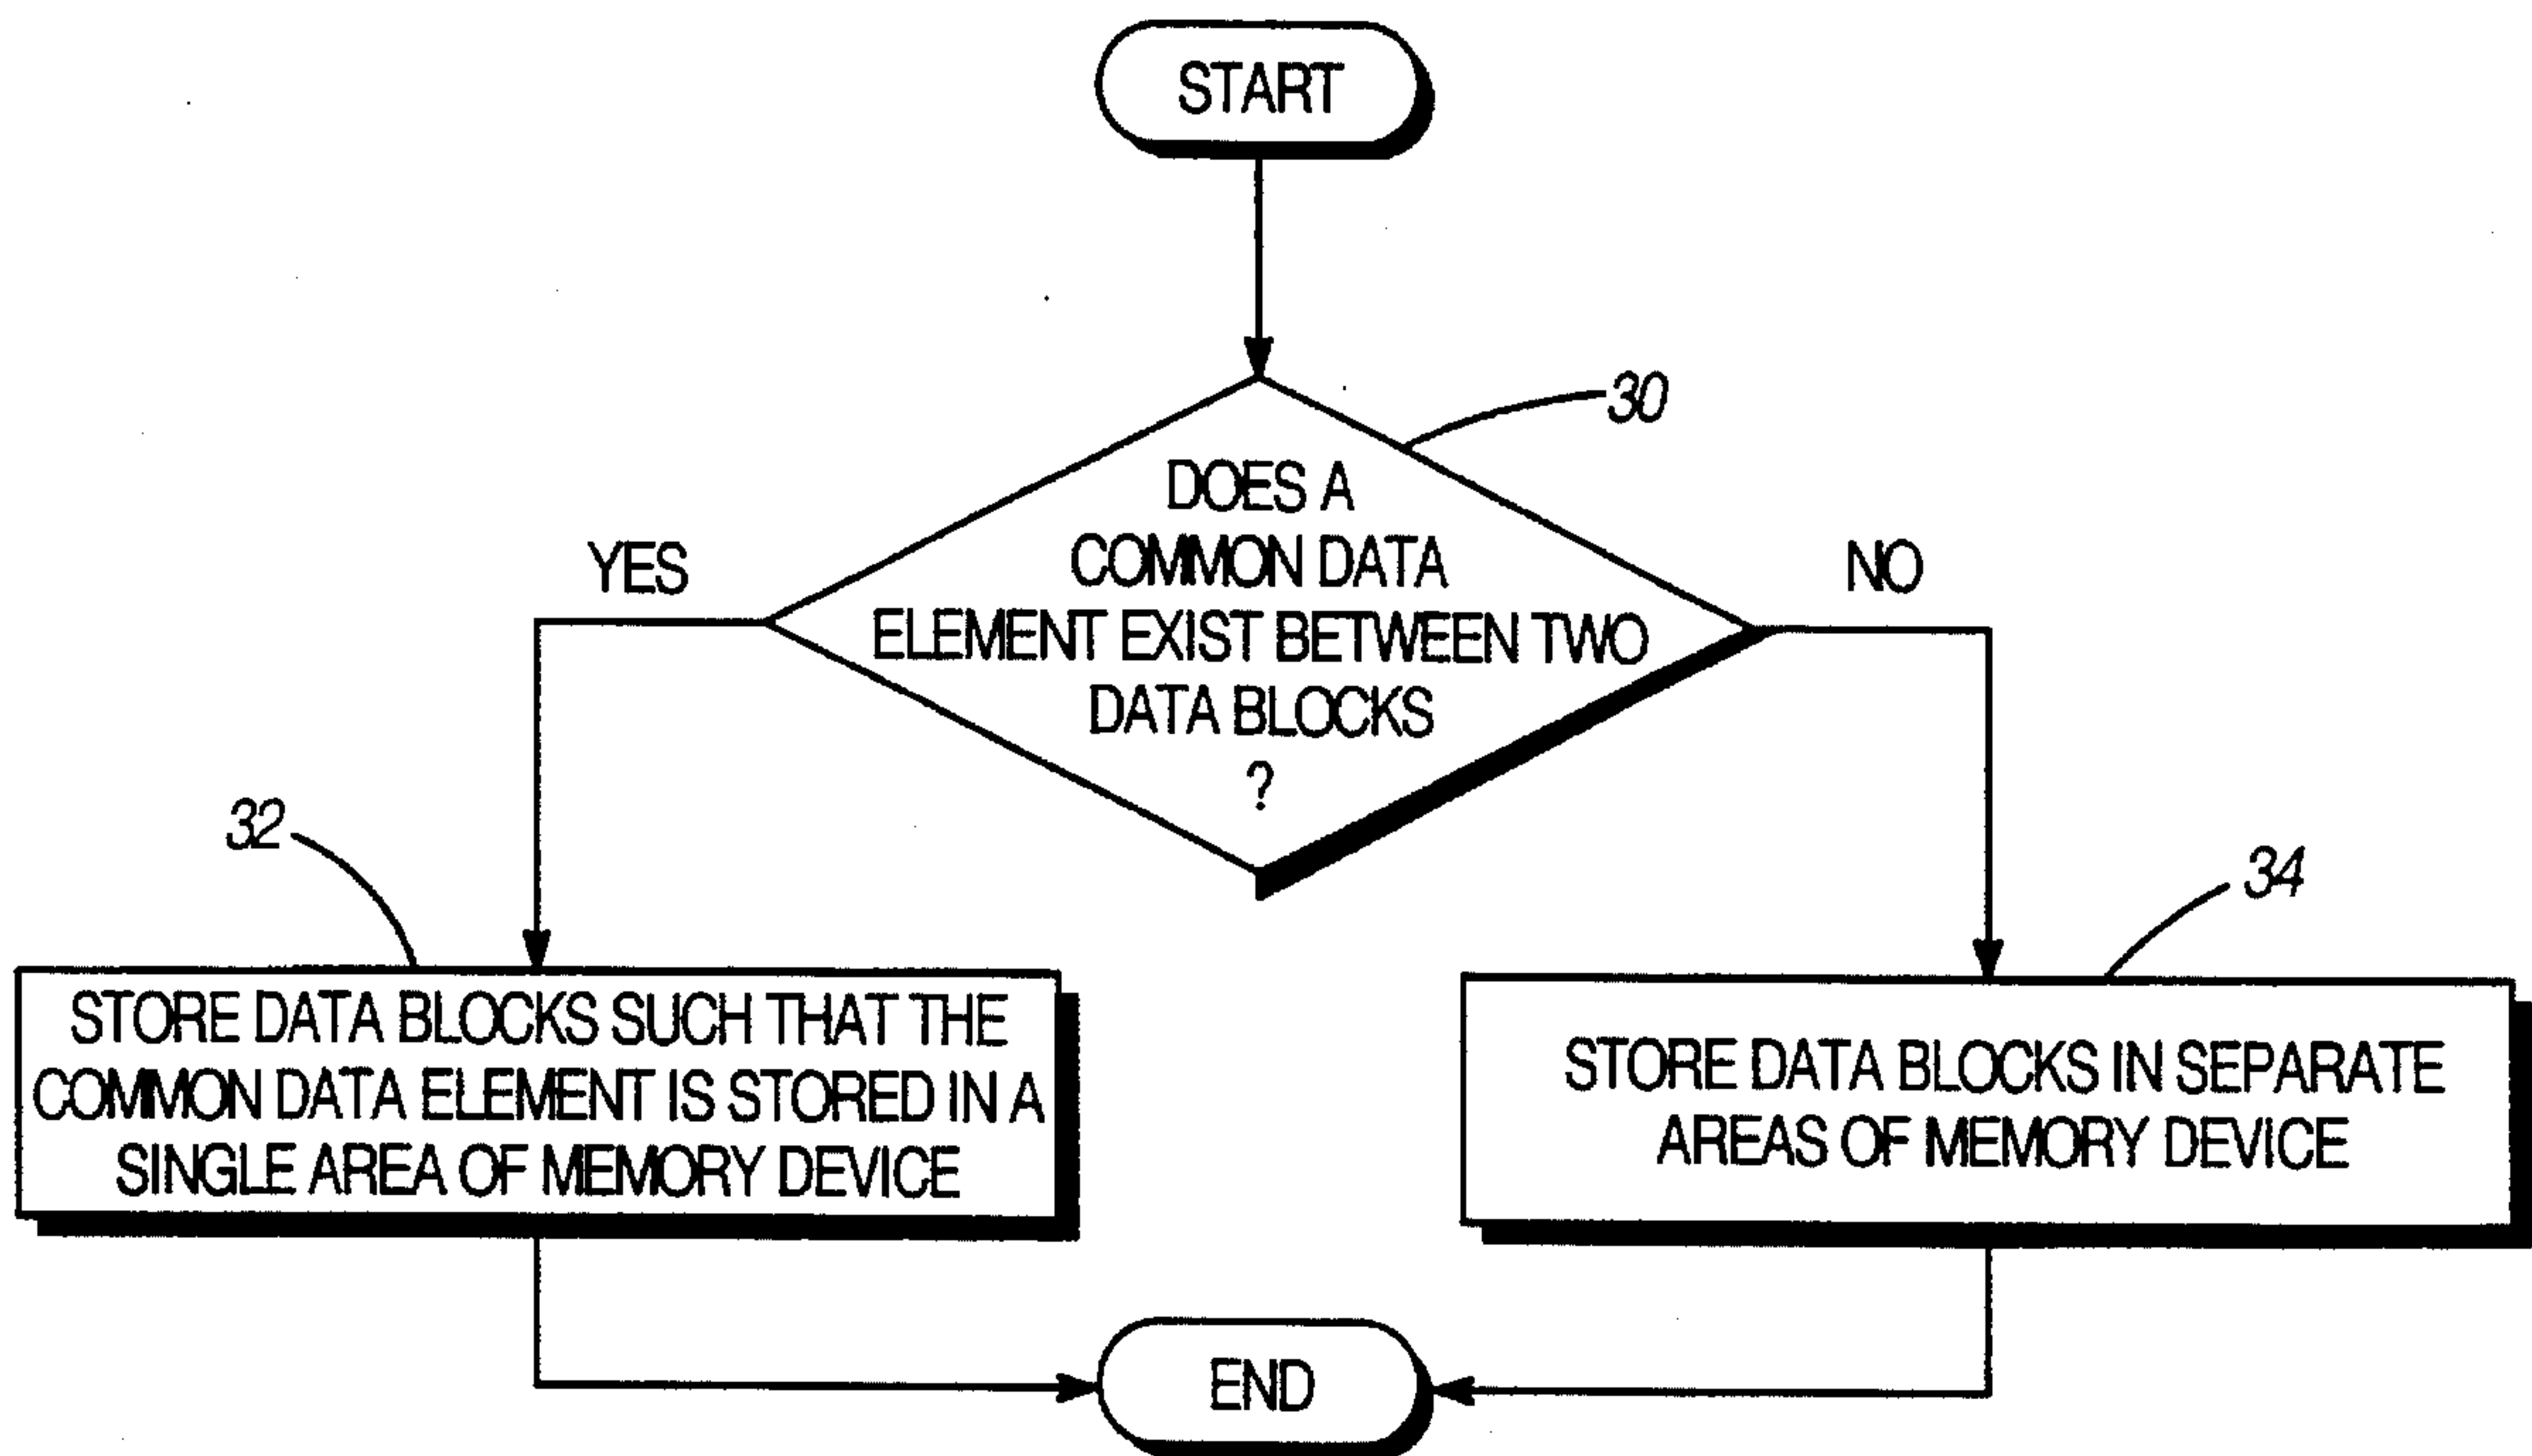 START
30
DOES A
COMMON DATA
ELEMENT EXIST BETWEEN TWO
DATA BLOCKS
?
YES
NO
32
34
STORE DATA BLOCKS SUCH THAT THE
COMMON DATA ELEMENT IS STORED IN A
SINGLE AREA OF MEMORY DEVICE
STORE DATA BLOCKS IN SEPARATE
AREAS OF MEMORY DEVICE
END